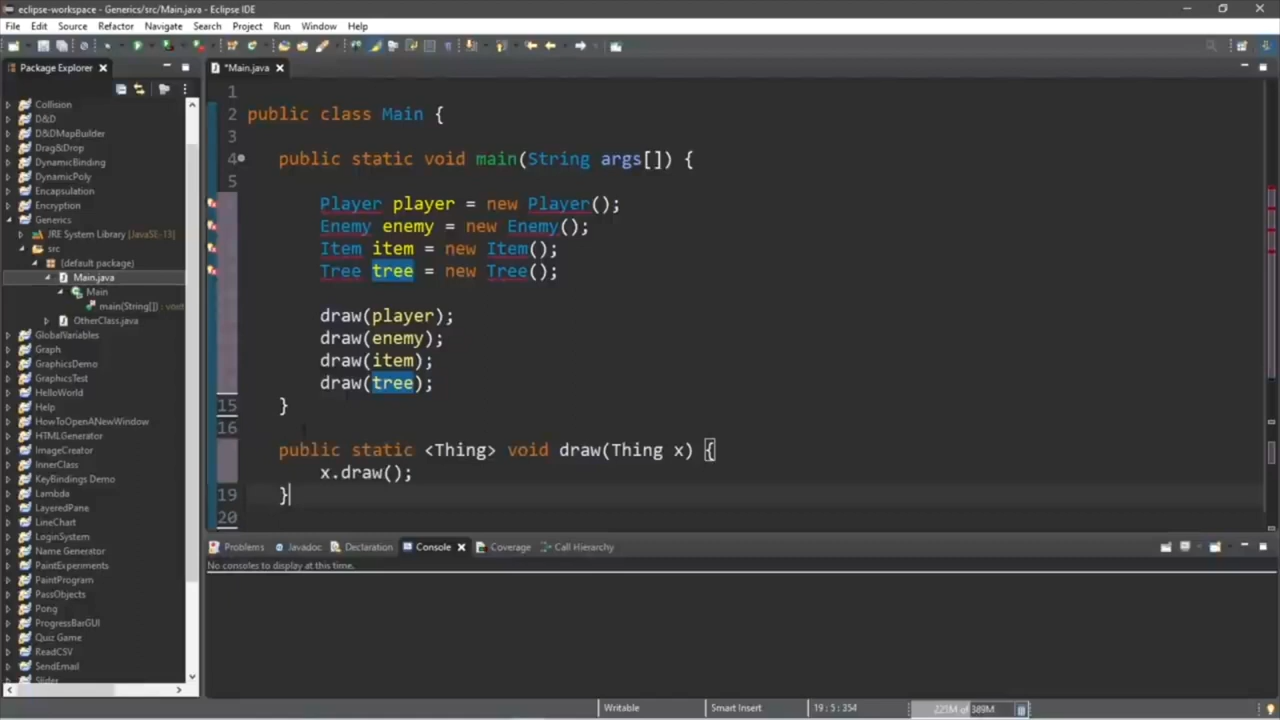 eclipse-workspace - Generics/src/Main.java - Eclipse IDE
File Edit Source Refactor Navigate Search Project Run Window Help
Package Explorer
*Main.java
Collision
D&D
D&DMapBuilder
Drag&Drop
DynamicBinding
DynamicPoly
Encapsulation
Encryption
Generics
JRE System Library [JavaSE-13]
src
(default package)
Main.java
Main
main(String[]) : void
OtherClass.java
GlobalVariables
Graph
GraphicsDemo
GraphicsTest
HelloWorld
Help
HowToOpenANewWindow
HTMLGenerator
ImageCreator
InnerClass
KeyBindings Demo
Lambda
LayeredPane
LineChart
LoginSystem
Name Generator
PaintExperments
PaintProgram
PassObjects
Pong
ProgressBarGUI
Quiz Game
ReadCSV
SendEmail
Slider
1
2 public class Main {
3
4 public static void main(String args[]) {
5
Player player = new Player();
Enemy enemy = new Enemy();
Item item = new Item();
Tree tree = new Tree();
draw(player);
draw(enemy);
draw(item);
draw(tree);
15 }
16
public static <Thing> void draw(Thing x) {
x.draw();
19 }
20
Problems Javadoc Declaration Console Coverage Call Hierarchy
No consoles to display at this time.
Writable Smart Insert 19 : 5 : 354 225M of 389M